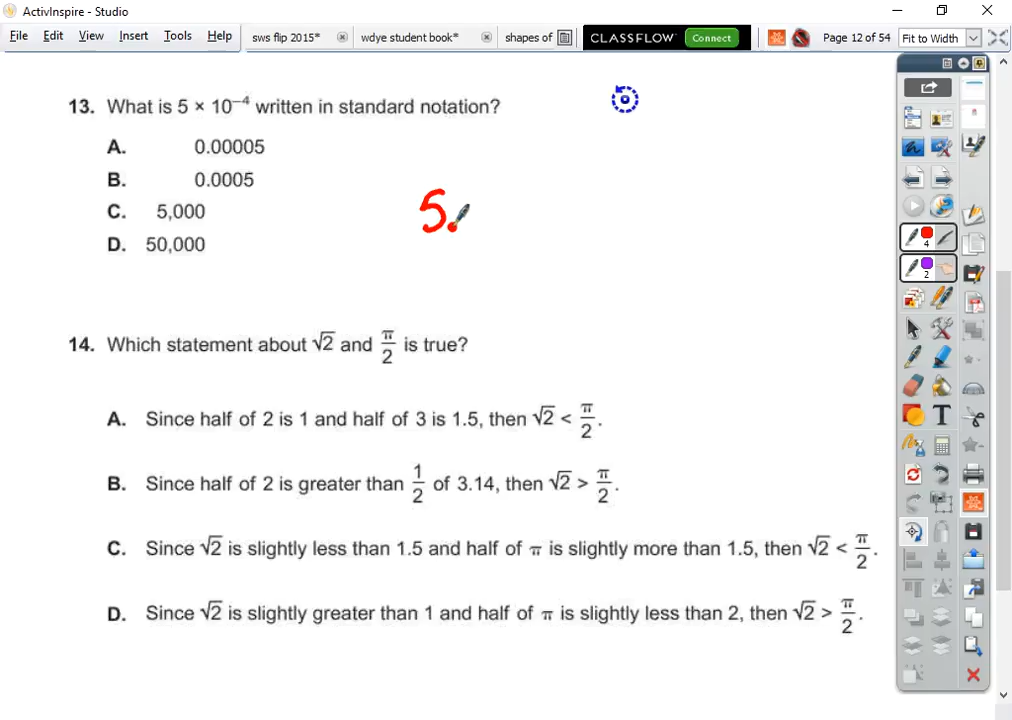 ActivInspire - Studio
File Edit View Insert Tools Help
sws flip 2015* wdye student book* shapes of CLASSFLOW Connect Page 12 of 54 Fit to Width
13. What is 5 × 10⁻⁴ written in standard notation?
A. 0.00005
B. 0.0005
C. 5,000
D. 50,000
5.
4
2
14. Which statement about √2 and π/2 is true?
A. Since half of 2 is 1 and half of 3 is 1.5, then √2 < π/2.
B. Since half of 2 is greater than 1/2 of 3.14, then √2 > π/2.
C. Since √2 is slightly less than 1.5 and half of π is slightly more than 1.5, then √2 < π/2.
D. Since √2 is slightly greater than 1 and half of π is slightly less than 2, then √2 > π/2.